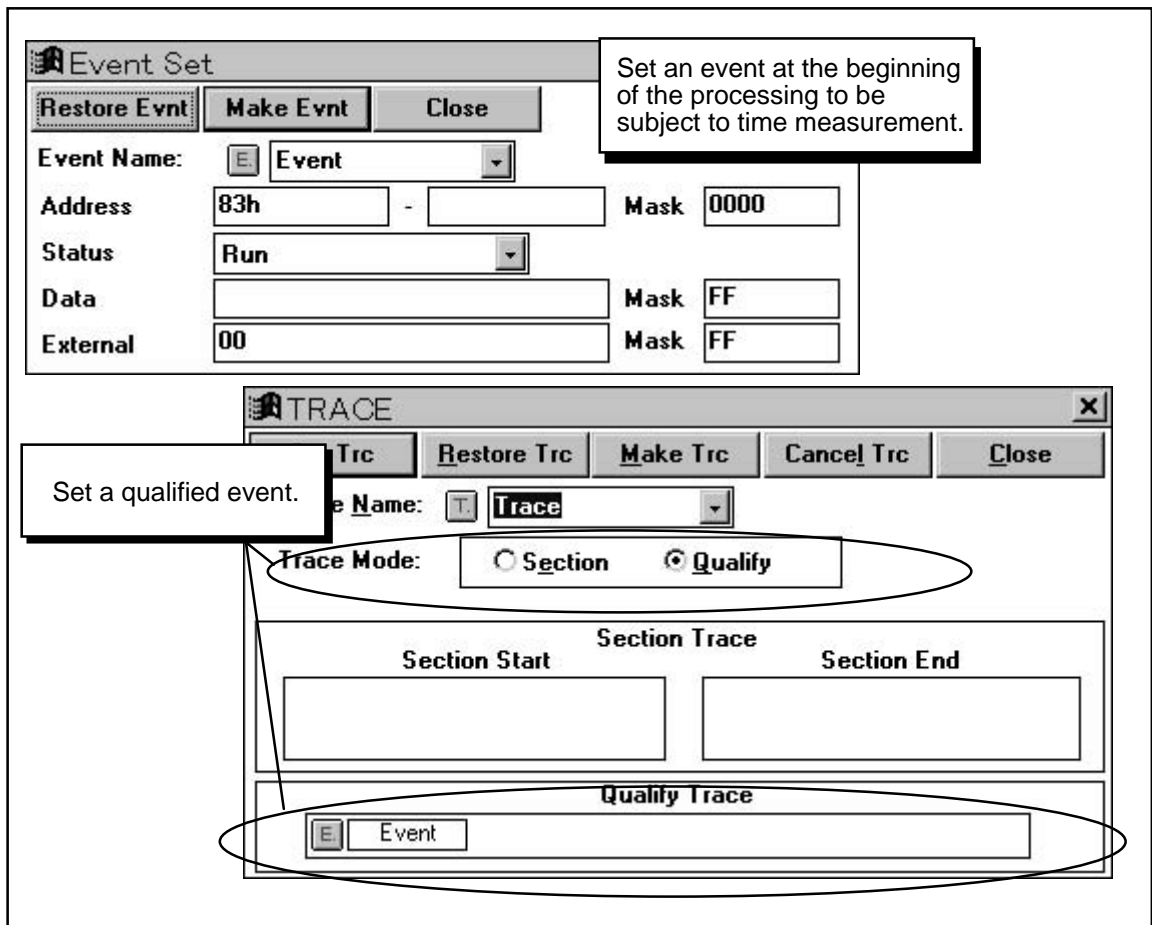 Event Set
Set an event at the beginning
of the processing to be
subject to time measurement.
Restore Evnt Make Evnt Close
Event Name: E. Event
Address 83h - Mask 0000
Status Run
Data Mask FF
External 00 Mask FF
TRACE
Trc Restore Trc Make Trc Cancel Trc Close
Set a qualified event.
Name: T. Trace
Trace Mode: Section Qualify
Section Trace
Section Start Section End
Qualify Trace
E. Event